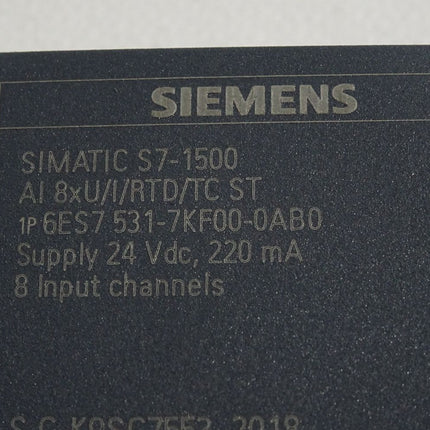 SIEMENS
SIMATIC S7-1500
AI 8xU/I/RTD/TC ST
1P 6ES7 531-7KF00-0AB0
Supply 24 Vdc, 220 mA
8 Input channels